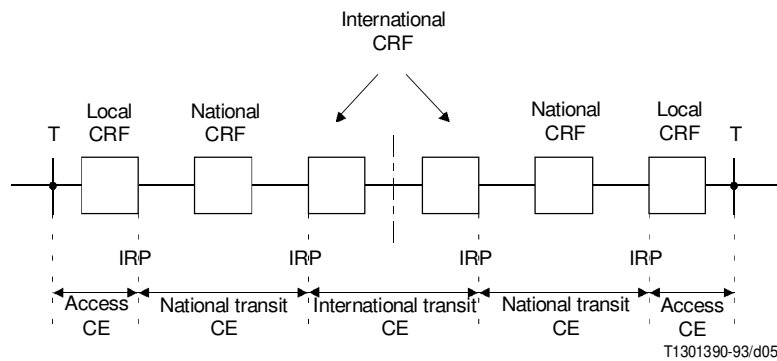 International
CRF
Local
CRF
National
CRF
National
CRF
Local
CRF
T
T
IRP
IRP
IRP
IRP
Access
CE
National transit
CE
International transit
CE
National transit
CE
Access
CE
T1301390-93/d05